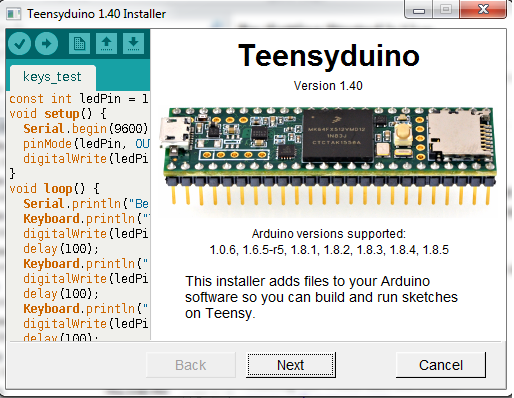 Teensyduino 1.40 Installer
keys_test
const int ledPin = 1
void setup() {
Serial.begin(9600)
pinMode(ledPin, OU
digitalWrite(ledPi
}
void loop() {
Serial.println("Be
Keyboard.println("
digitalWrite(ledPi
delay(100);
Keyboard.println("
digitalWrite(ledPi
delay(100);
Keyboard.println("
digitalWrite(ledPi
delay(100);
Teensyduino
Version 1.40
MK64FX512VMD12
1N83J
Arduino versions supported:
1.0.6, 1.6.5-r5, 1.8.1, 1.8.2, 1.8.3, 1.8.4, 1.8.5
This installer adds files to your Arduino
software so you can build and run sketches
on Teensy.
Back
Next
Cancel